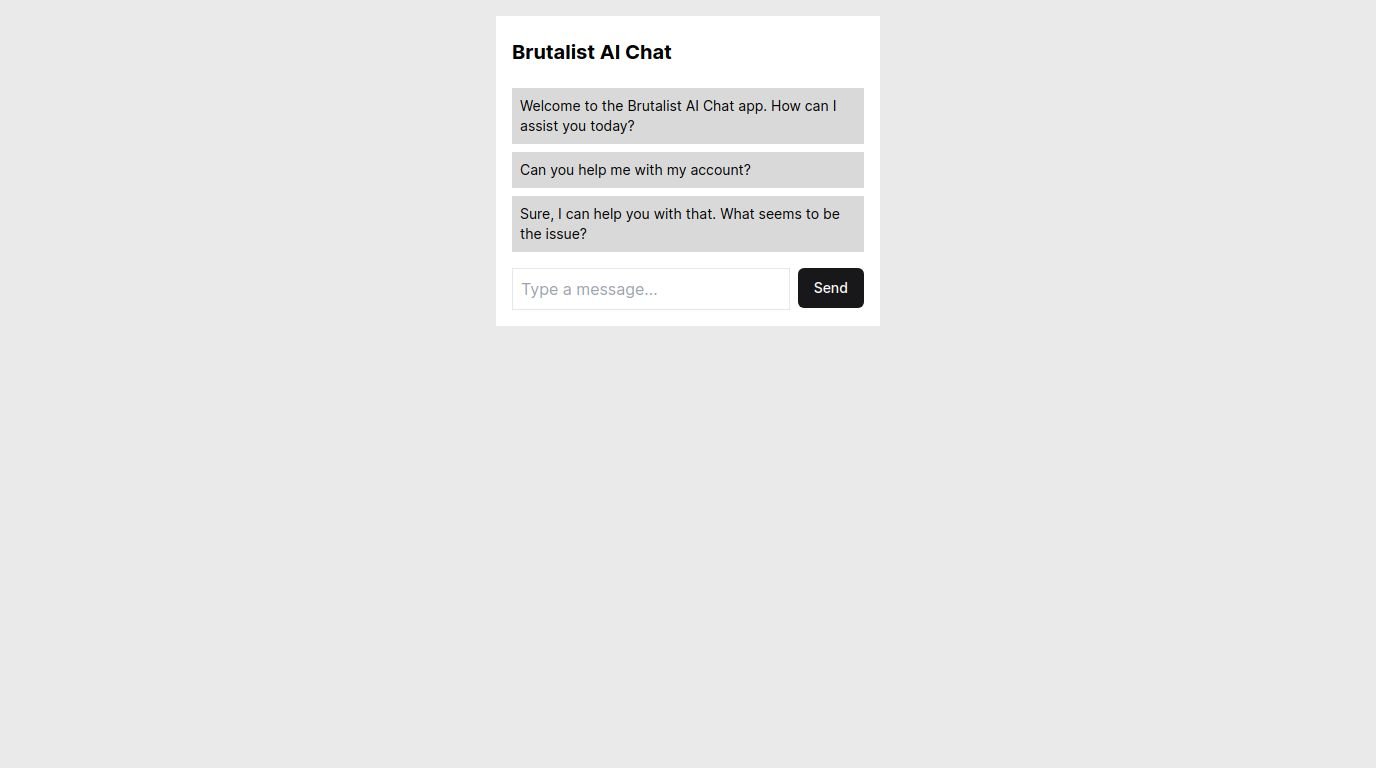 Brutalist AI Chat
Welcome to the Brutalist AI Chat app. How can I
assist you today?
Can you help me with my account?
Sure, I can help you with that. What seems to be
the issue?
Type a message...
Send